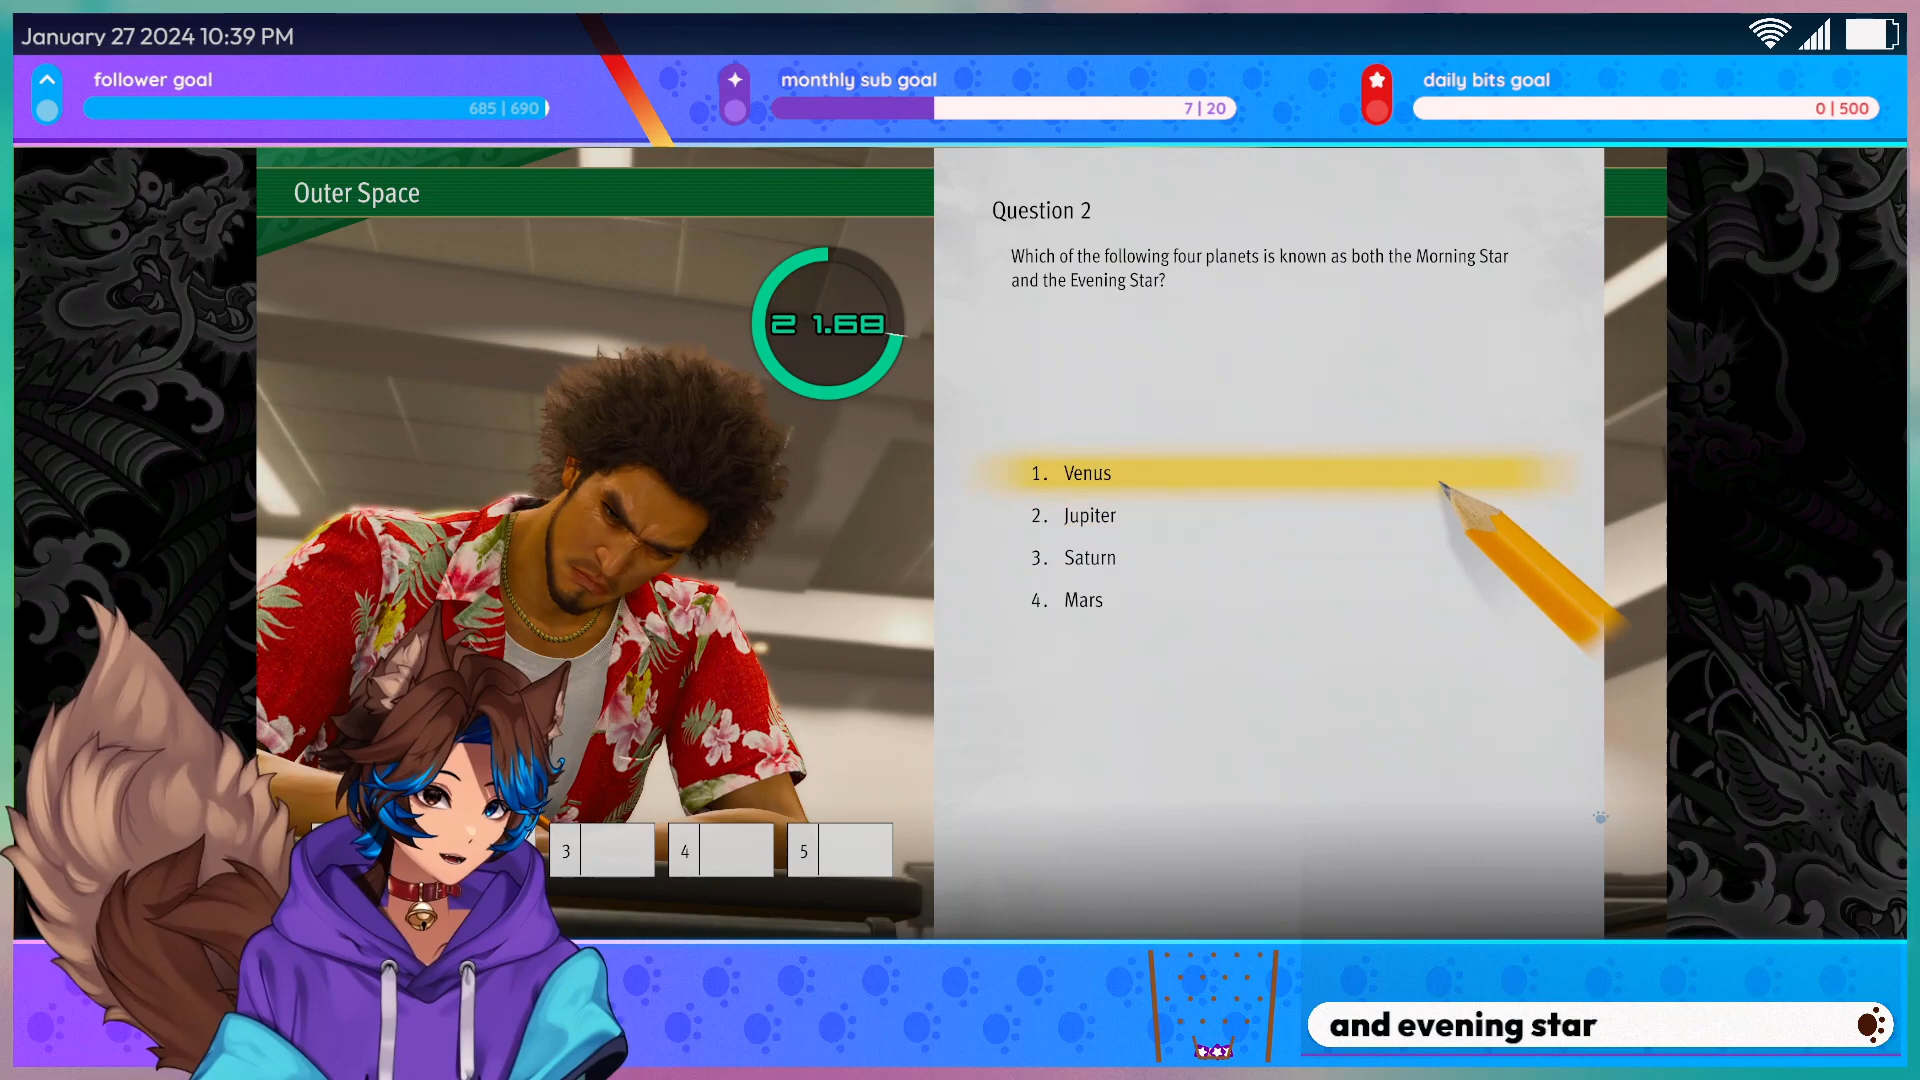 January 27 2024 10:39 PM
follower goal
685 | 690
monthly sub goal
7 | 20
daily bits goal
0 | 500
Outer Space
21.68
Question 2
Which of the following four planets is known as both the Morning Star
and the Evening Star?
1. Venus
2. Jupiter
3. Saturn
4. Mars
3
4
5
and evening star